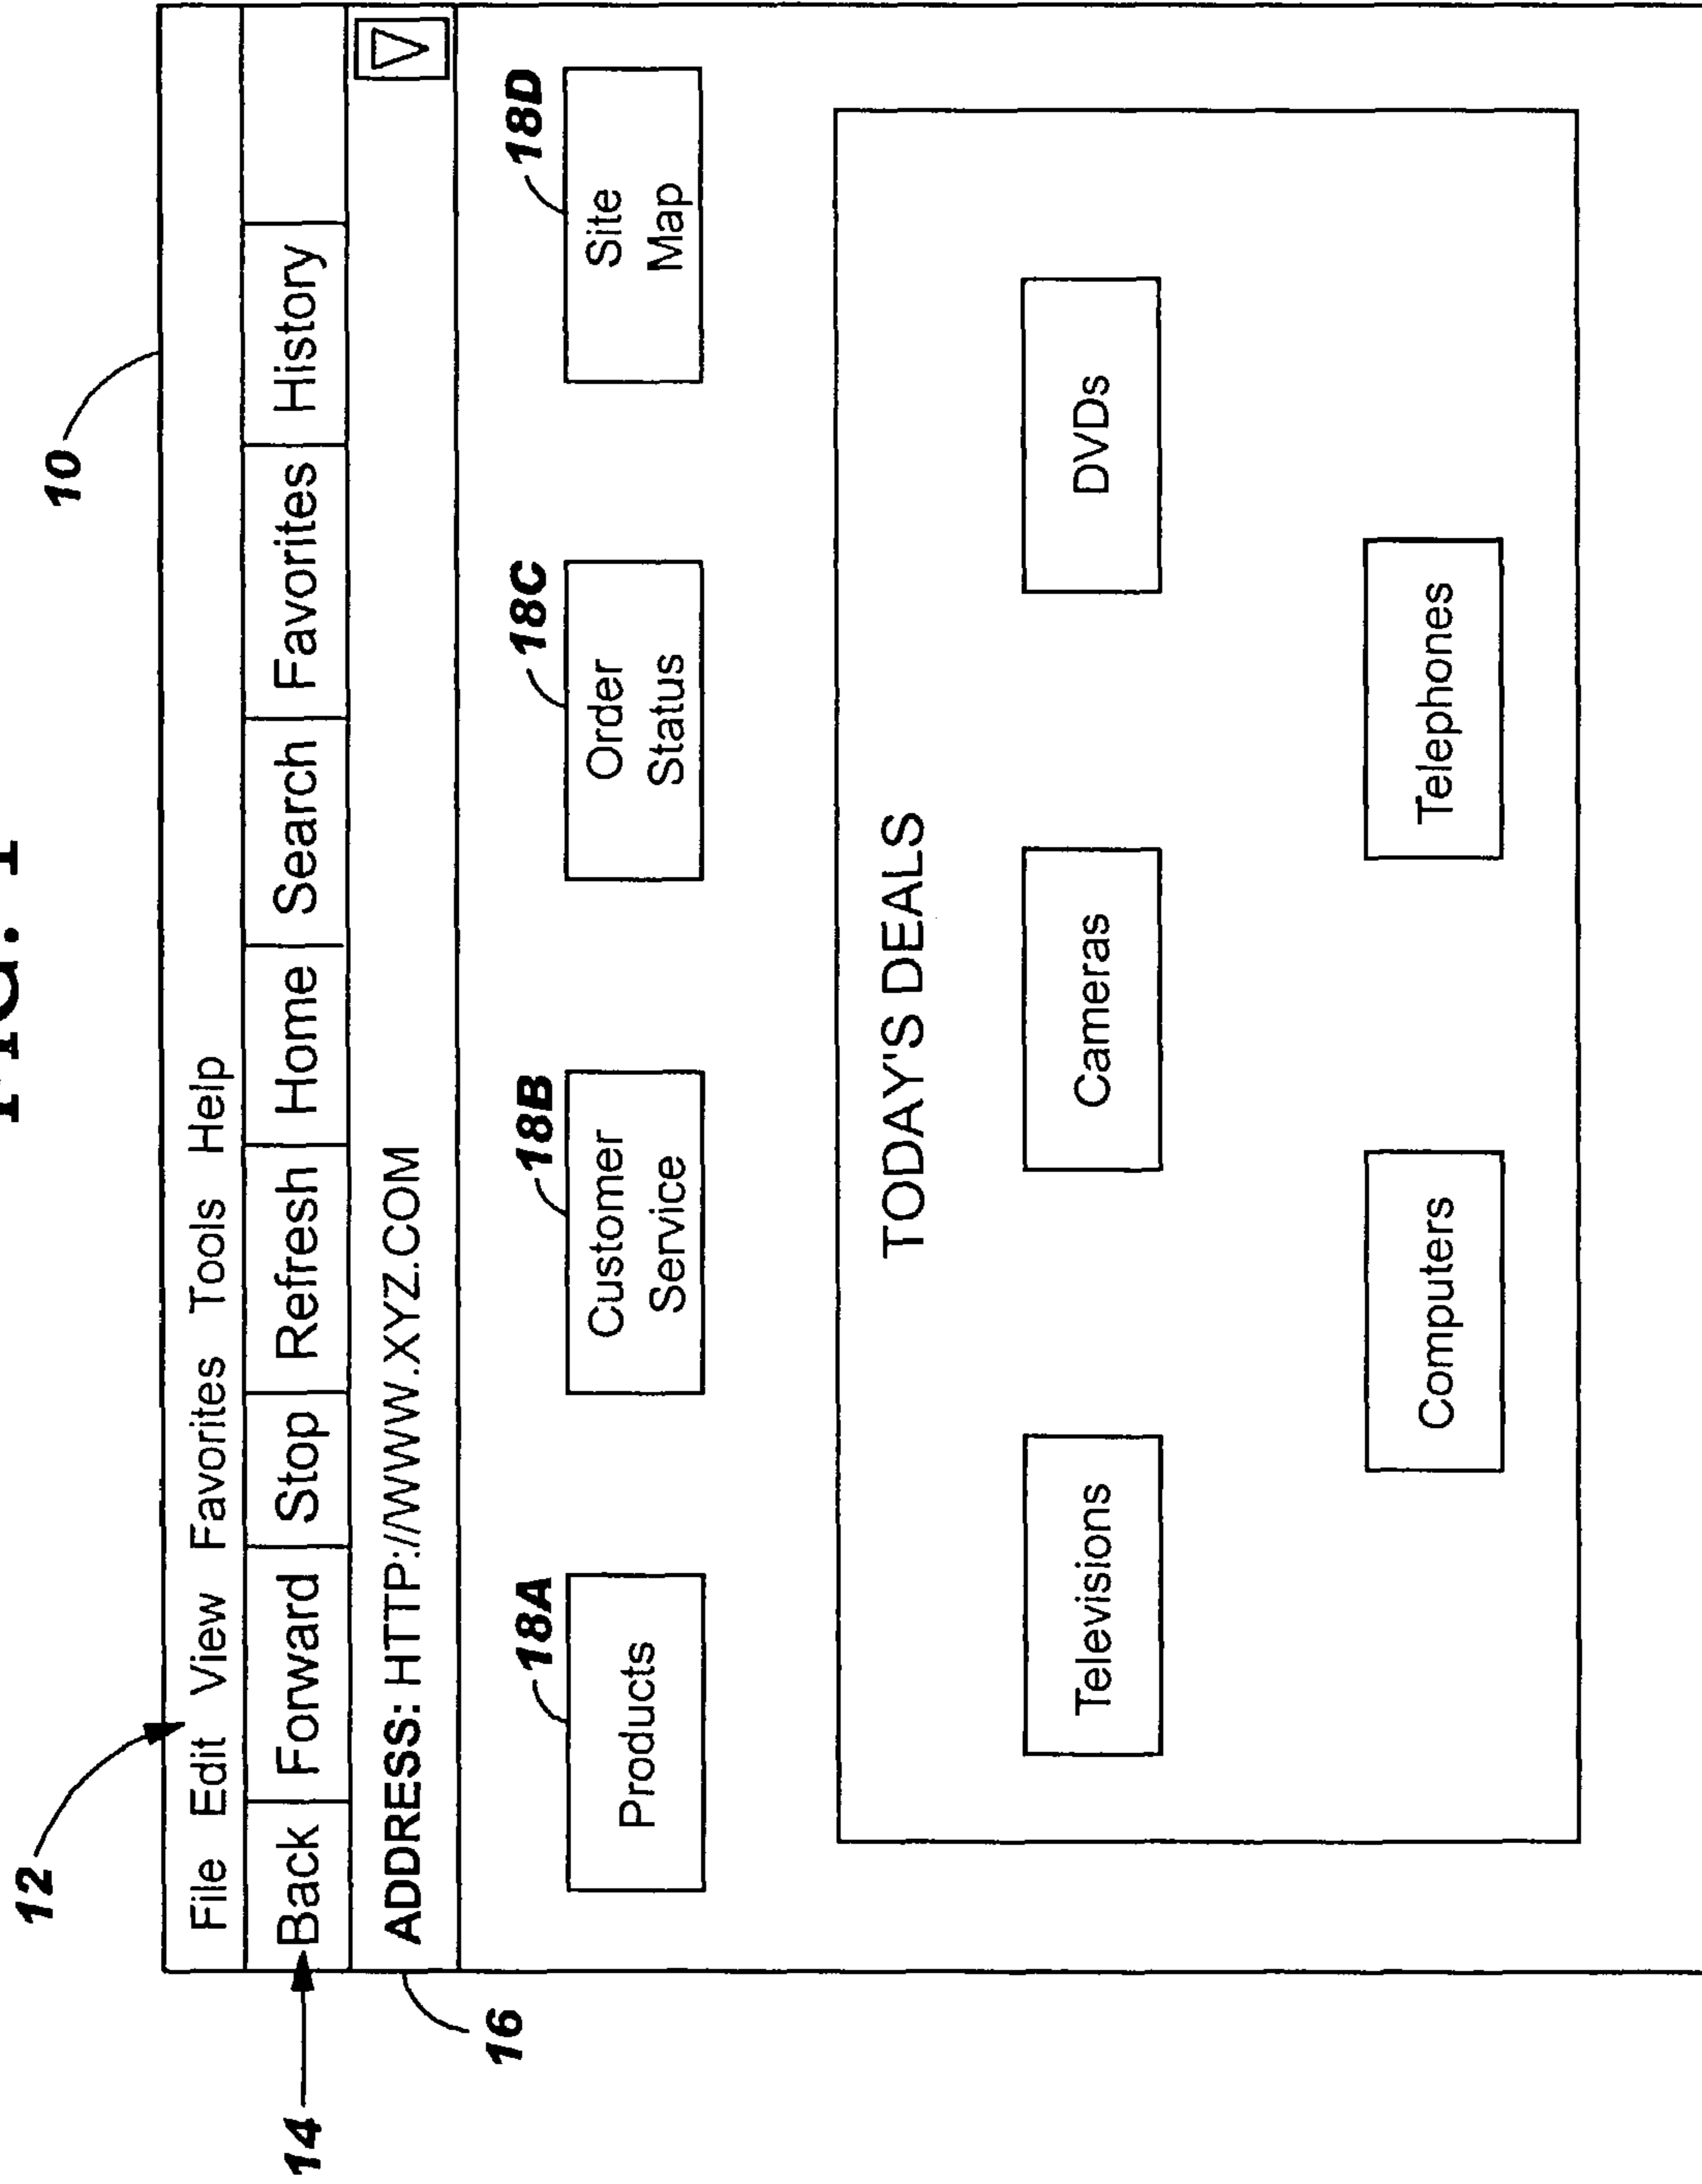 FIG. 1
10
12
File Edit View Favorites Tools Help
14
Back Forward Stop Refresh Home Search Favorites History
16
ADDRESS: HTTP://WWW.XYZ.COM
18A
18B
18C
18D
Products
Customer
Service
Order
Status
Site
Map
TODAY'S DEALS
Televisions
Cameras
DVDs
Computers
Telephones